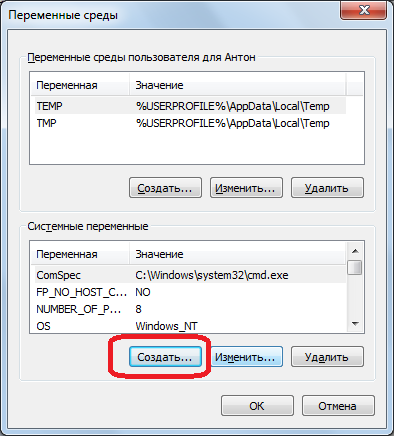 Переменные среды
Переменные среды пользователя для Антон
Переменная Значение
TEMP %USERPROFILE%\AppData\Local\Temp
TMP %USERPROFILE%\AppData\Local\Temp
Создать... Изменить... Удалить
Системные переменные
Переменная Значение
ComSpec C:\Windows\system32\cmd.exe
FP_NO_HOST_C... NO
NUMBER_OF_P... 8
OS Windows_NT
Создать... Изменить... Удалить
ОК Отмена